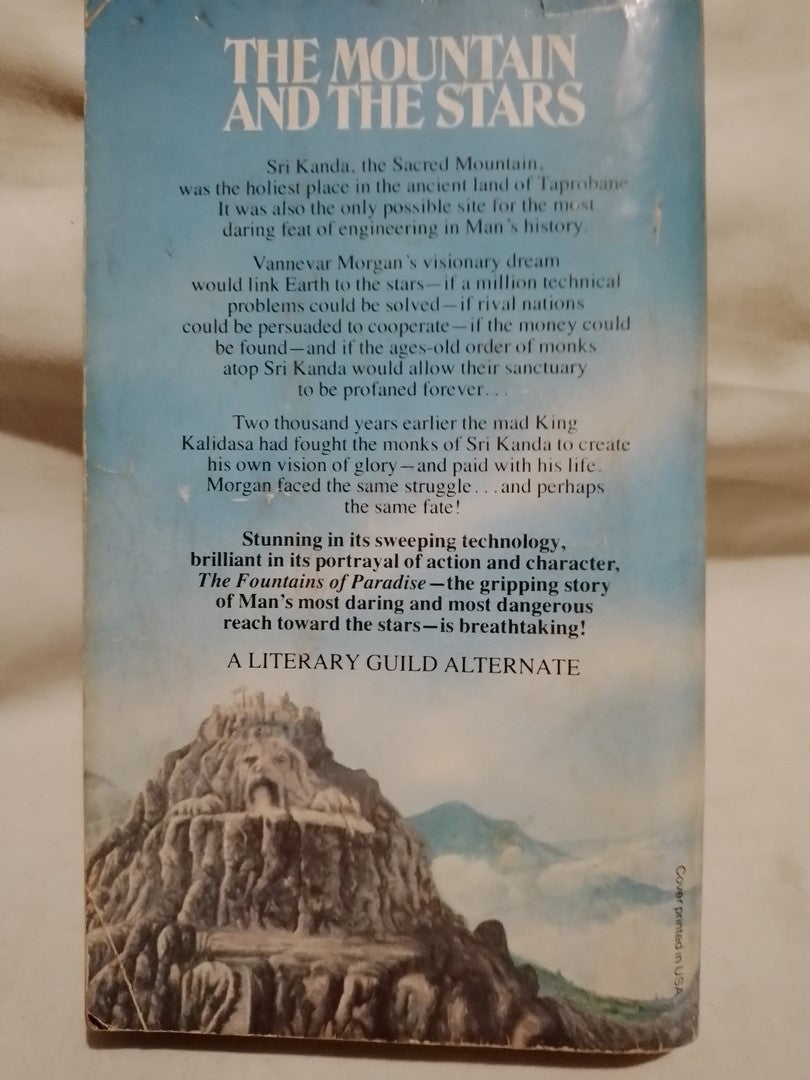 THE MOUNTAIN
AND THE STARS
Sri Kanda, the Sacred Mountain,
was the holiest place in the ancient land of Taprobane
It was also the only possible site for the most
daring feat of engineering in Man's history.
Vannevar Morgan's visionary dream
would link Earth to the stars—if a million technical
problems could be solved—if rival nations
could be persuaded to cooperate—if the money could
be found—and if the ages-old order of monks
atop Sri Kanda would allow their sanctuary
to be profaned forever...
Two thousand years earlier the mad King
Kalidasa had fought the monks of Sri Kanda to create
his own vision of glory—and paid with his life.
Morgan faced the same struggle...and perhaps
the same fate!
Stunning in its sweeping technology,
brilliant in its portrayal of action and character,
The Fountains of Paradise—the gripping story
of Man's most daring and most dangerous
reach toward the stars—is breathtaking!
A LITERARY GUILD ALTERNATE
Cover printed in USA